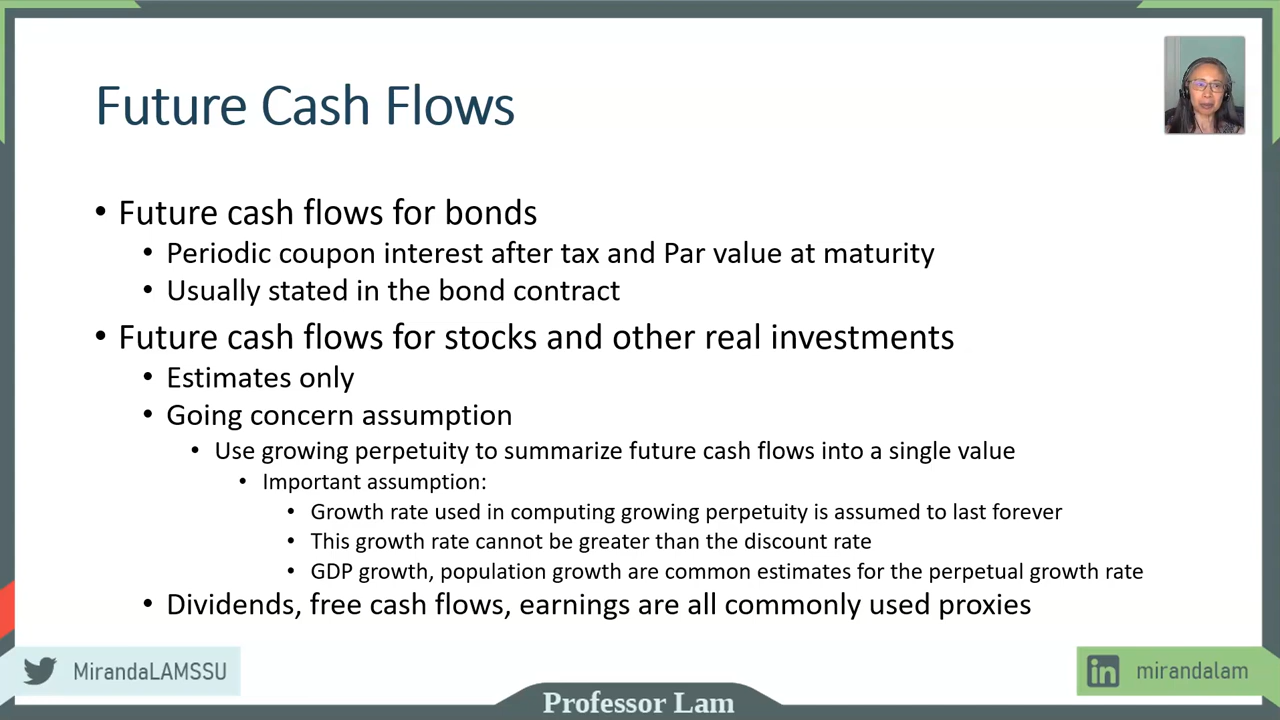 Future Cash Flows
• Future cash flows for bonds
• Periodic coupon interest after tax and Par value at maturity
• Usually stated in the bond contract
• Future cash flows for stocks and other real investments
• Estimates only
• Going concern assumption
• Use growing perpetuity to summarize future cash flows into a single value
• Important assumption:
• Growth rate used in computing growing perpetuity is assumed to last forever
• This growth rate cannot be greater than the discount rate
• GDP growth, population growth are common estimates for the perpetual growth rate
• Dividends, free cash flows, earnings are all commonly used proxies
MirandaLAMSSU
in mirandalam
Professor Lam